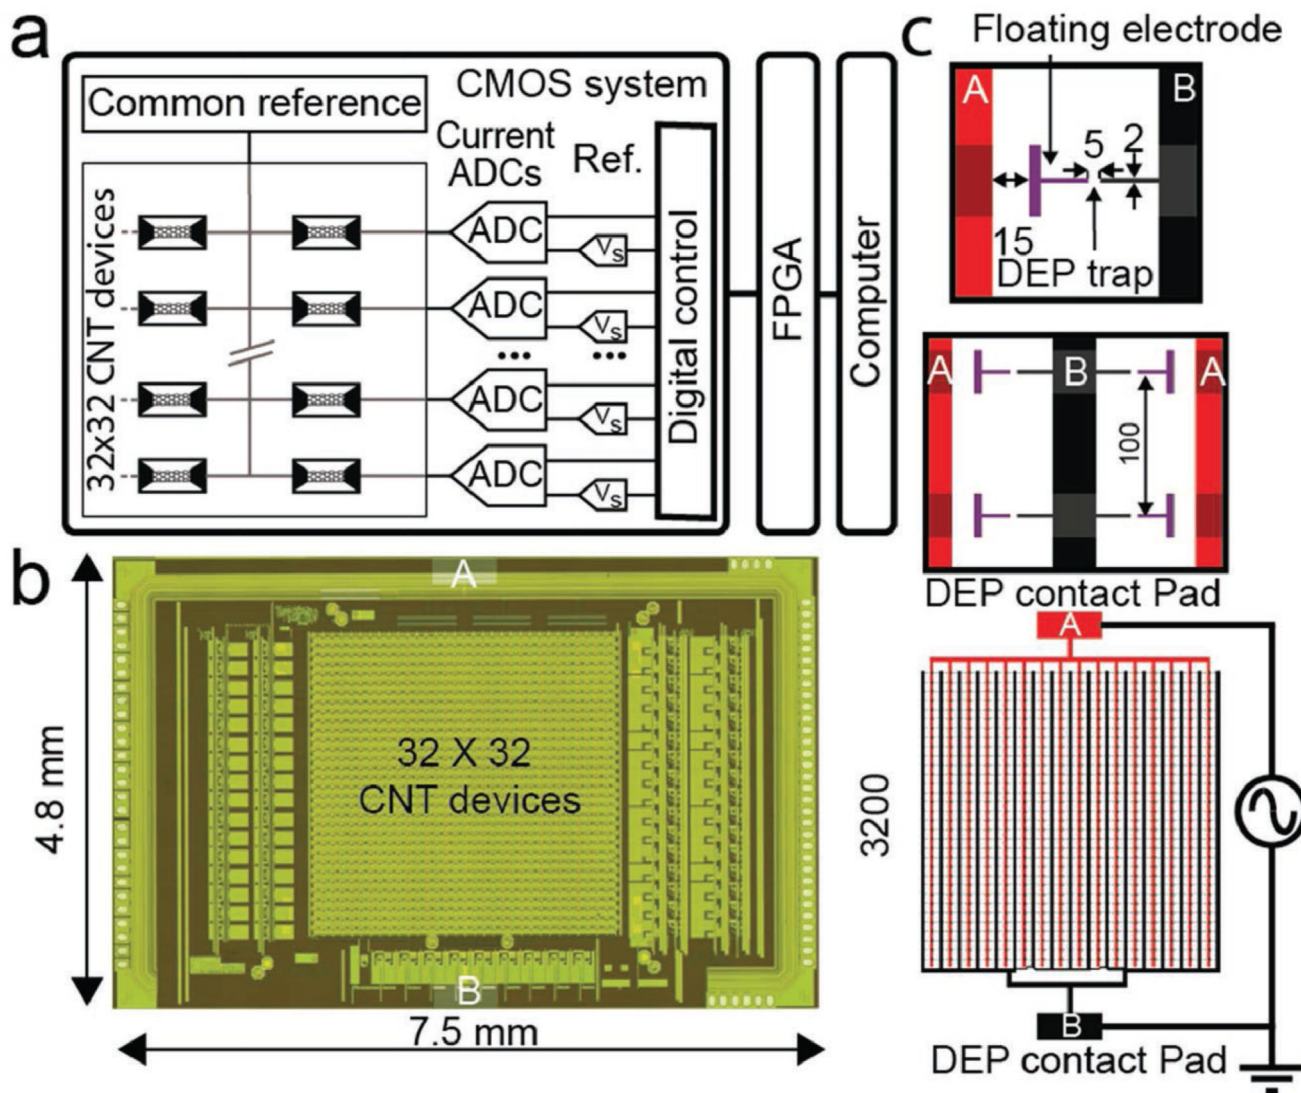 a
Common reference
CMOS system
Current
ADCs
Ref.
32x32 CNT devices
ADC
Vs
ADC
Vs
ADC
Vs
ADC
Vs
Digital control
FPGA
Computer
b
A
32 X 32
CNT devices
B
4.8 mm
7.5 mm
c
Floating electrode
A
B
5
2
15
DEP trap
A
B
A
100
DEP contact Pad
A
3200
B
DEP contact Pad